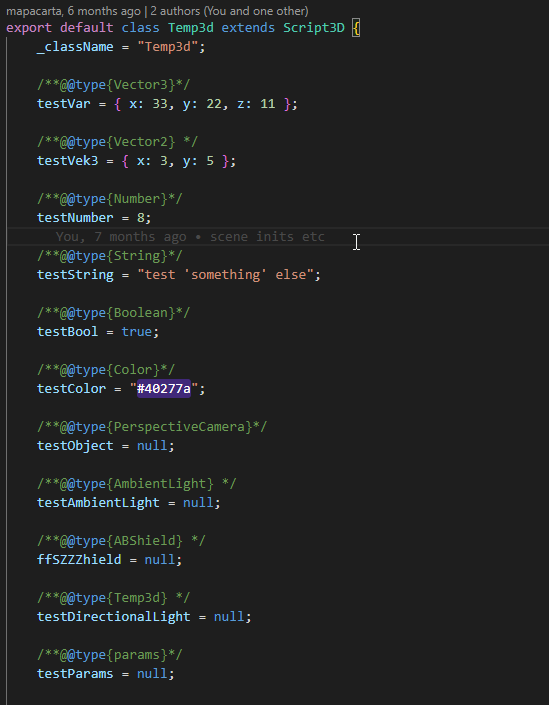 mapacarta, 6 months ago | 2 authors (You and one other)
export default class Temp3d extends Script3D {
_className = "Temp3d";
/**@@type{Vector3}*/
testVar = { x: 33, y: 22, z: 11 };
/**@@type{Vector2} */
testVek3 = { x: 3, y: 5 };
/**@@type{Number}*/
testNumber = 8;
You, 7 months ago • scene inits etc
/**@@type{String}*/
testString = "test 'something' else";
/**@@type{Boolean}*/
testBool = true;
/**@@type{Color}*/
testColor = "#40277a";
/**@@type{PerspectiveCamera}*/
testObject = null;
/**@@type{AmbientLight} */
testAmbientLight = null;
/**@@type{ABShield} */
ffSZZZhield = null;
/**@@type{Temp3d} */
testDirectionalLight = null;
/**@@type{params}*/
testParams = null;